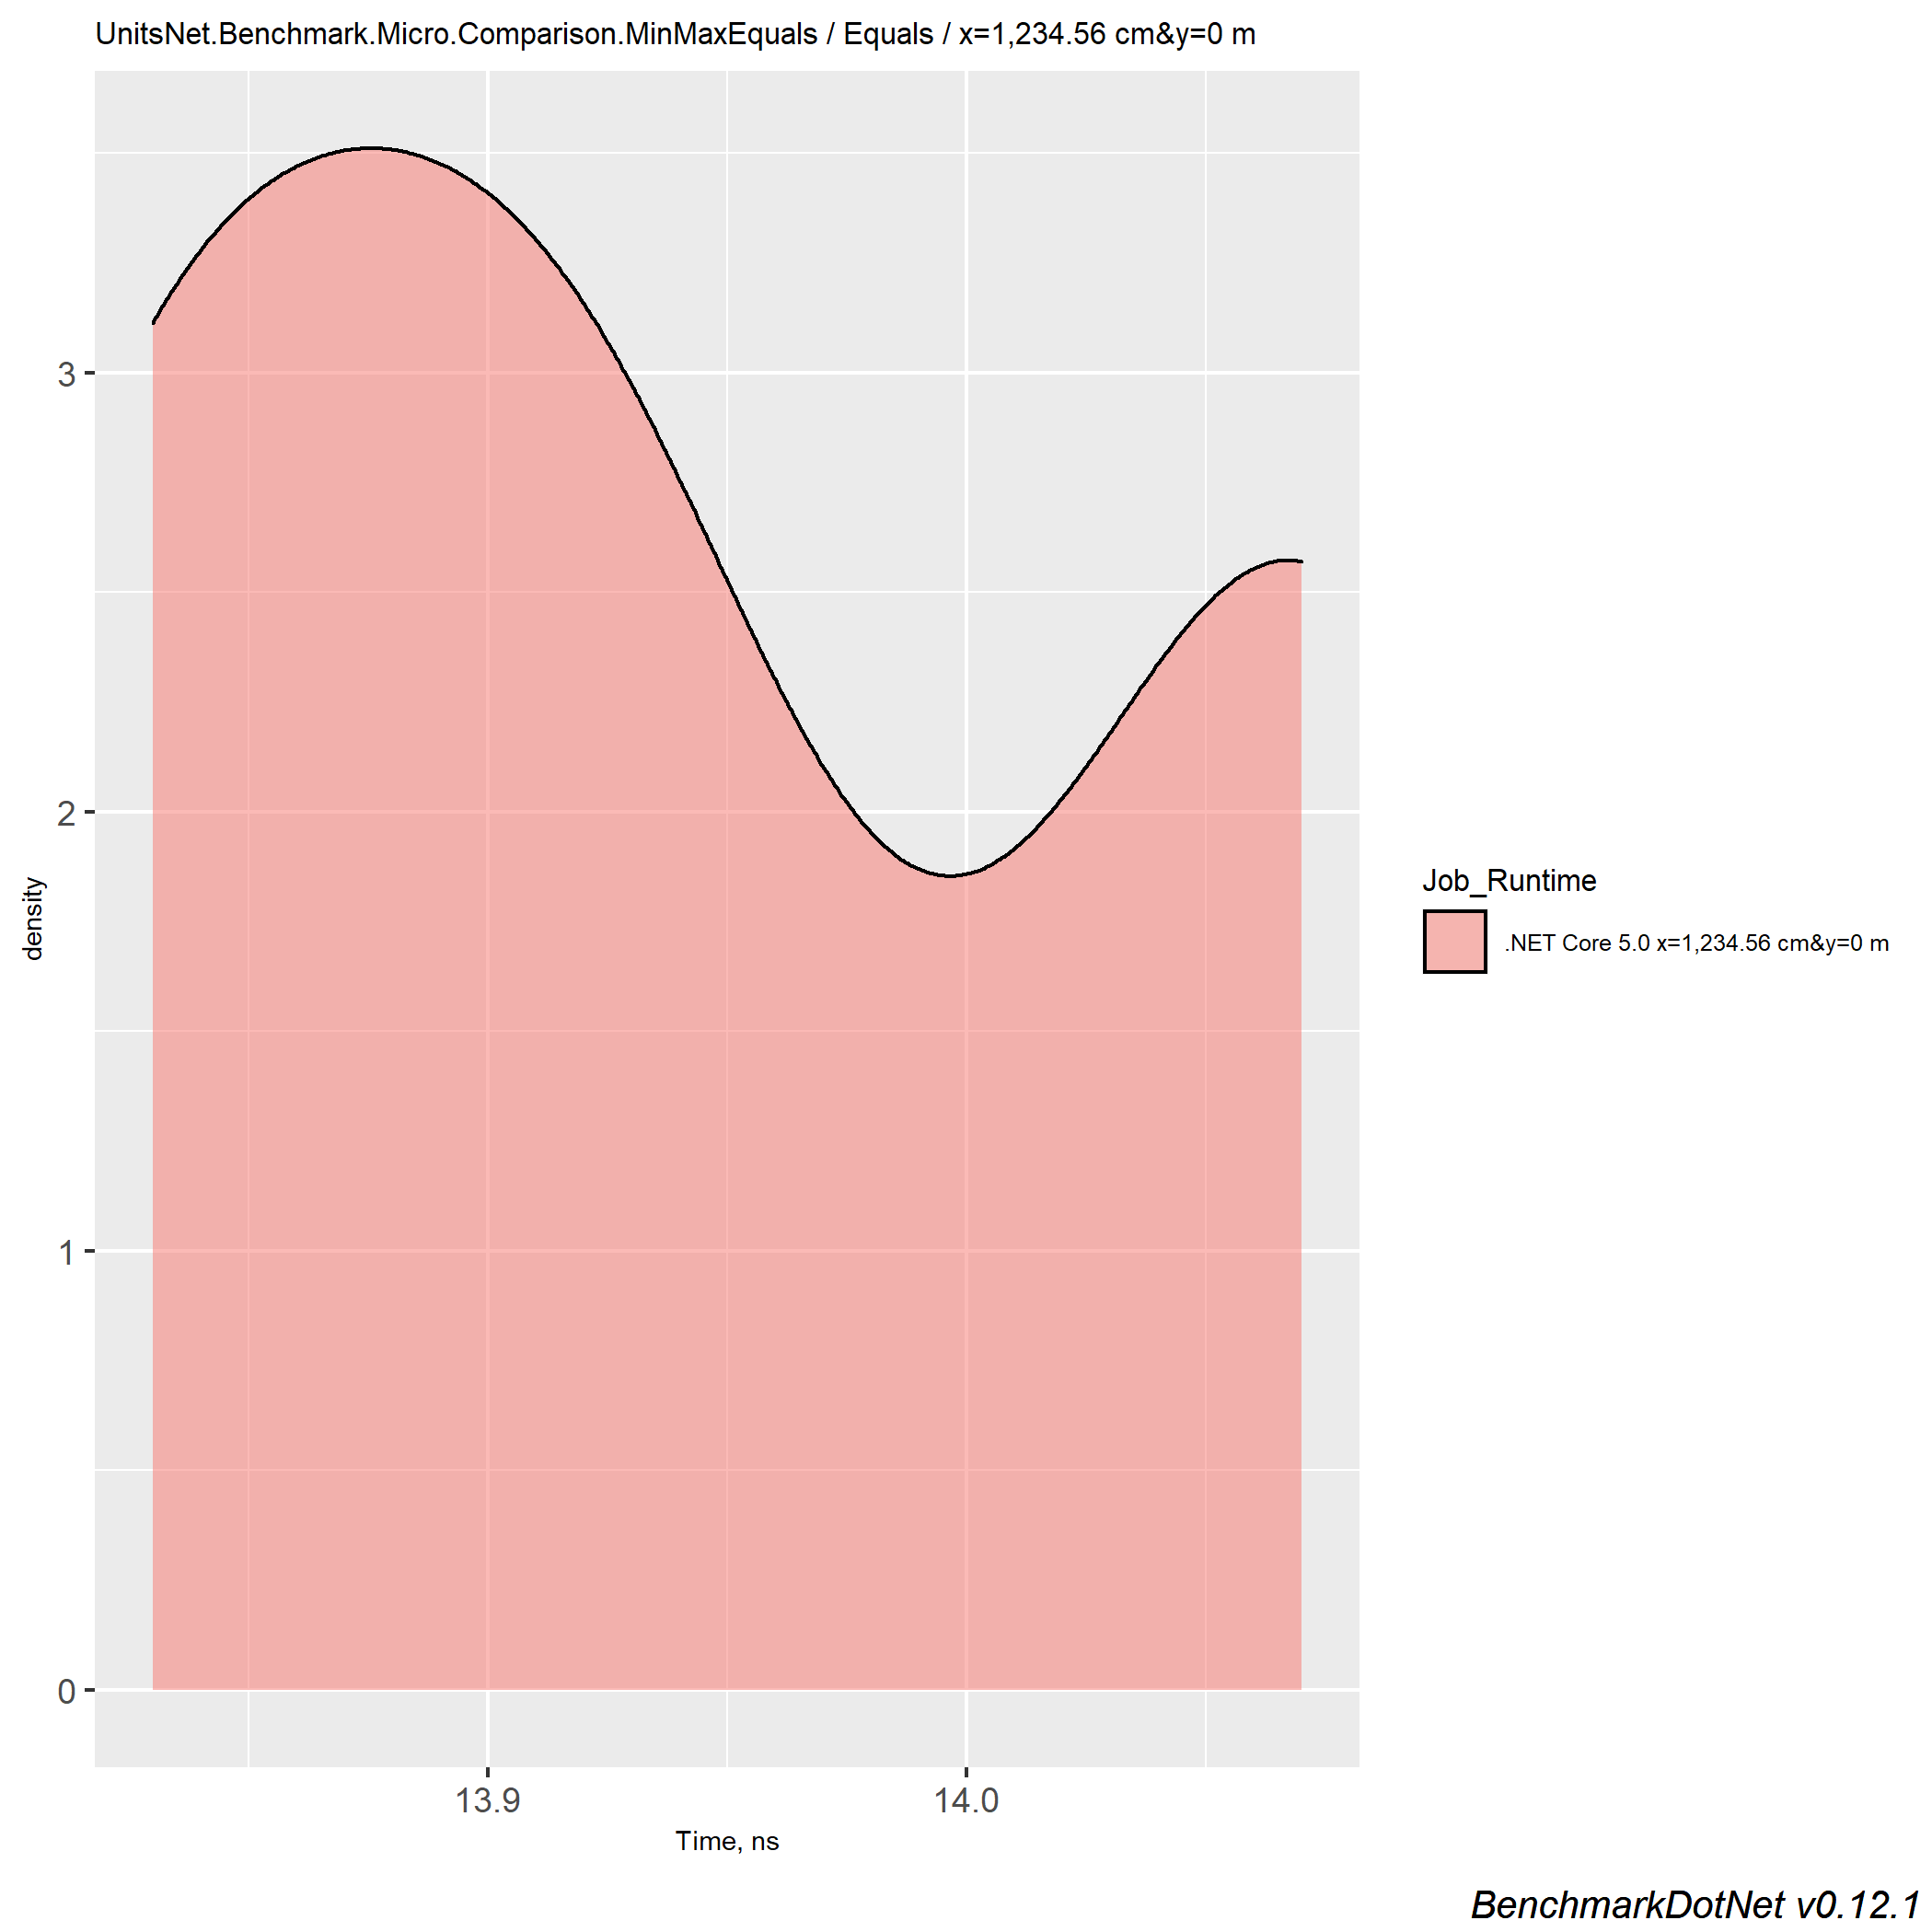 UnitsNet.Benchmark.Micro.Comparison.MinMaxEquals / Equals / x=1,234.56 cm&y=0 m
3
2
1
0
density
13.9 14.0
Time, ns
Job_Runtime
.NET Core 5.0 x=1,234.56 cm&y=0 m
BenchmarkDotNet v0.12.1